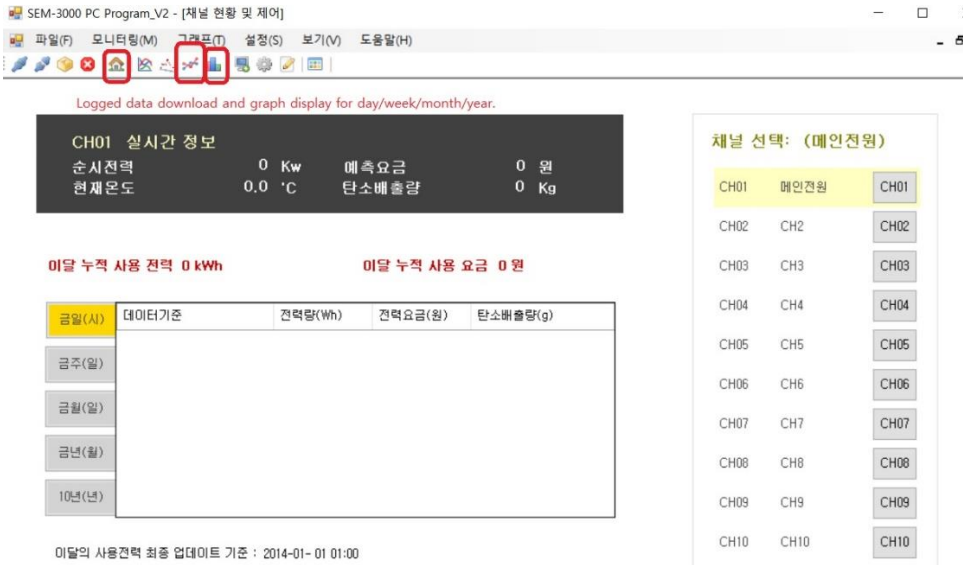 SEM-3000 PC Program_V2 - [채널 현황 및 제어]
파일(F) 모니터링(M) 그래프(T) 설정(S) 보기(V) 도움말(H)
Logged data download and graph display for day/week/month/year.
CH01 실시간 정보
순시전력 0 Kw 예측요금 0 원
현재온도 0.0 °C 탄소배출량 0 Kg
이달 누적 사용 전력 0 kWh 이달 누적 사용 요금 0 원
금일(시) 데이터기준 전력량(Wh) 전력요금(원) 탄소배출량(g)
금주(일)
금월(일)
금년(월)
10년(년)
이달의 사용전력 최종 업데이트 기준 : 2014-01- 01 01:00
채널 선택: (메인전원)
CH01 메인전원 CH01
CH02 CH2 CH02
CH03 CH3 CH03
CH04 CH4 CH04
CH05 CH5 CH05
CH06 CH6 CH06
CH07 CH7 CH07
CH08 CH8 CH08
CH09 CH9 CH09
CH10 CH10 CH10